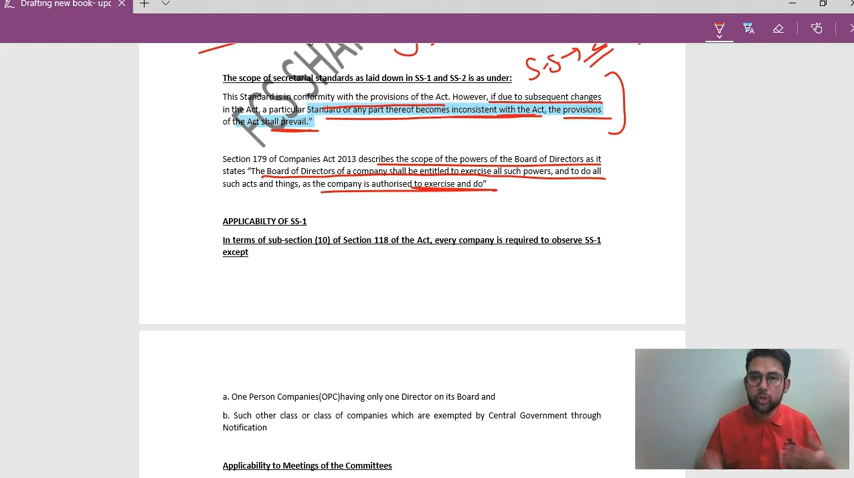 Drafting new book- upc
S-S
The scope of secretarial standards as laid down in SS-1 and SS-2 is as under:
This Standard is in conformity with the provisions of the Act. However, if due to subsequent changes
in the Act, a particular Standard or any part thereof becomes inconsistent with the Act, the provisions
of the Act shall prevail."
FCS SHA
Section 179 of Companies Act 2013 describes the scope of the powers of the Board of Directors as it
states "The Board of Directors of a company shall be entitled to exercise all such powers, and to do all
such acts and things, as the company is authorised to exercise and do"
APPLICABILTY OF SS-1
In terms of sub-section (10) of Section 118 of the Act, every company is required to observe SS-1
except
a. One Person Companies(OPC)having only one Director on its Board and
b. Such other class or class of companies which are exempted by Central Government through
Notification
Applicability to Meetings of the Committees